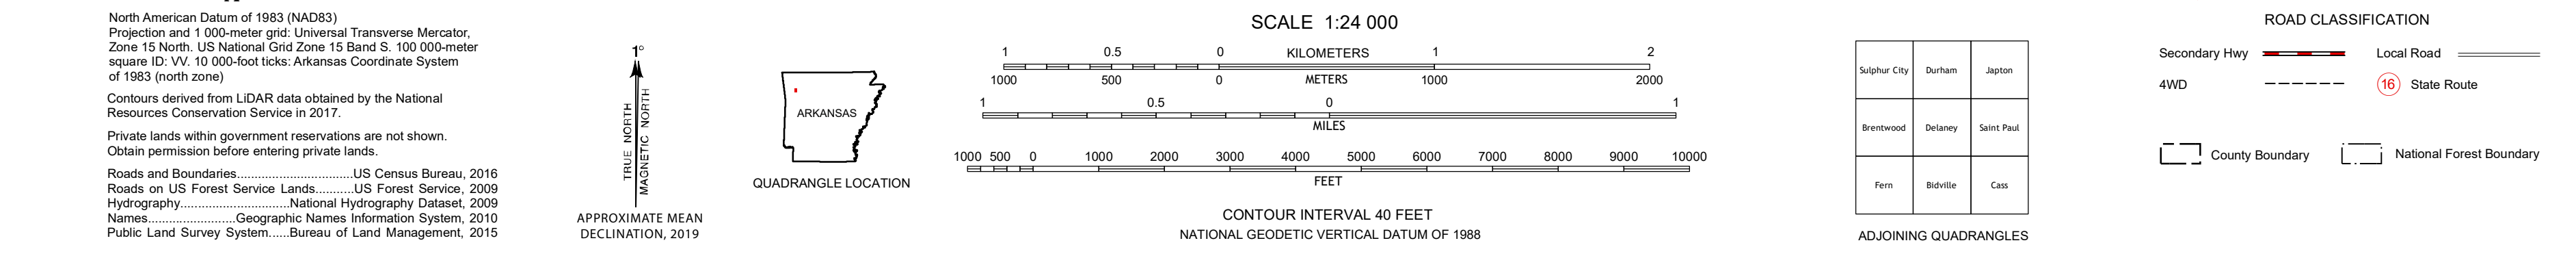 North American Datum of 1983 (NAD83)
Projection and 1 000-meter grid: Universal Transverse Mercator,
Zone 15 North. US National Grid Zone 15 Band S. 100 000-meter
square ID: VV. 10 000-foot ticks: Arkansas Coordinate System
of 1983 (north zone)
Contours derived from LiDAR data obtained by the National
Resources Conservation Service in 2017.
Private lands within government reservations are not shown.
Obtain permission before entering private lands.
Roads and Boundaries................................US Census Bureau, 2016
Roads on US Forest Service Lands...........US Forest Service, 2009
Hydrography..............................National Hydrography Dataset, 2009
Names........................Geographic Names Information System, 2010
Public Land Survey System......Bureau of Land Management, 2015
1°
TRUE NORTH
MAGNETIC NORTH
APPROXIMATE MEAN
DECLINATION, 2019
ARKANSAS
QUADRANGLE LOCATION
SCALE 1:24 000
1 0.5 0 KILOMETERS 1 2
1000 500 0 METERS 1000 2000
1 0.5 0 1
MILES
1000 500 0 1000 2000 3000 4000 5000 6000 7000 8000 9000 10000
FEET
CONTOUR INTERVAL 40 FEET
NATIONAL GEODETIC VERTICAL DATUM OF 1988
Sulphur City Durham Japton
Brentwood Delaney Saint Paul
Fern Bidville Cass
ADJOINING QUADRANGLES
ROAD CLASSIFICATION
Secondary Hwy Local Road
4WD 16 State Route
County Boundary National Forest Boundary